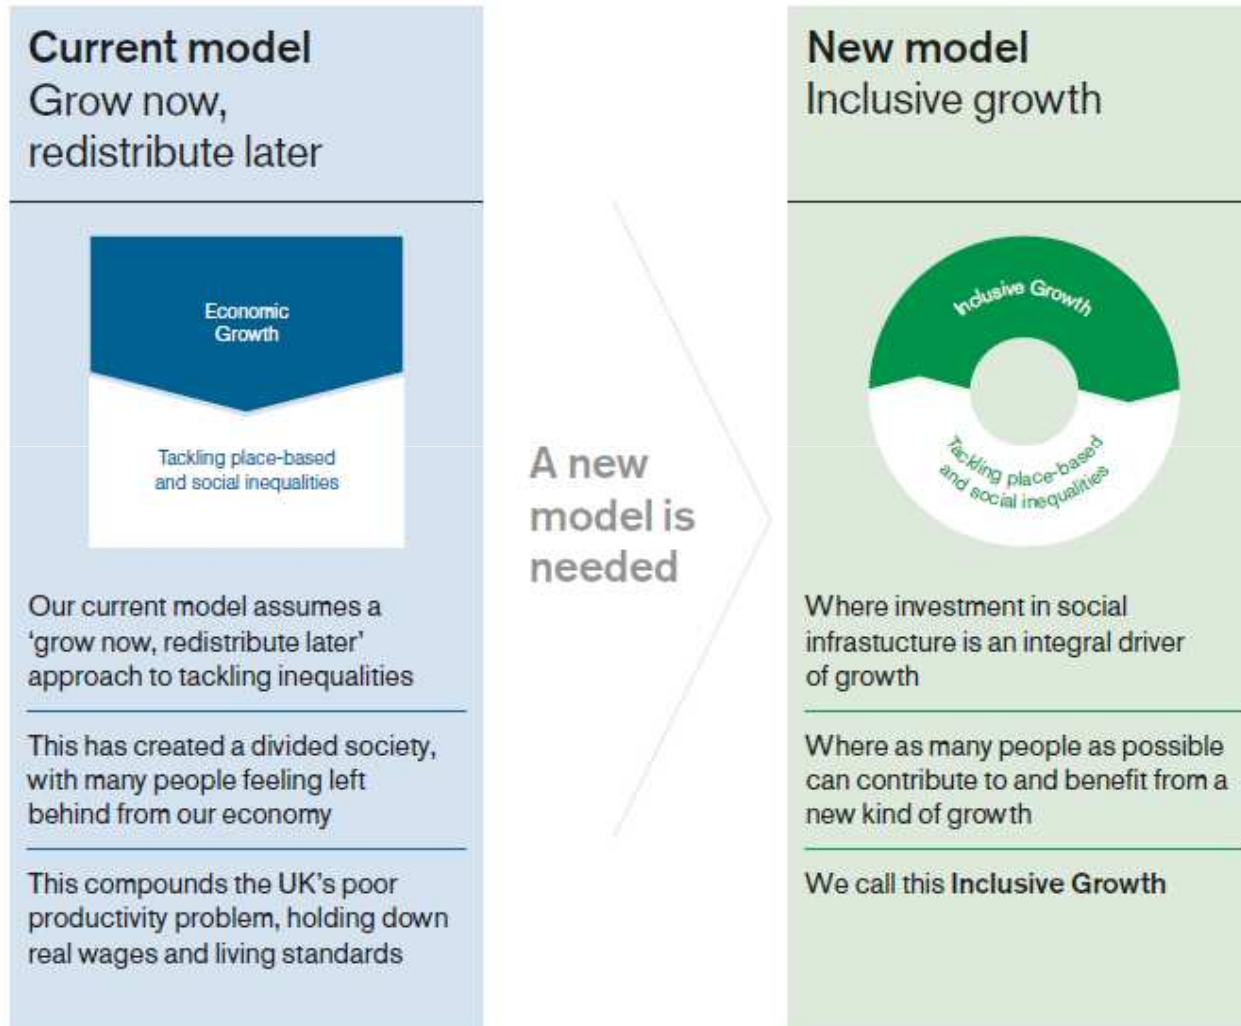 Current model
Grow now,
redistribute later
Economic
Growth
Tackling place-based
and social inequalities
Our current model assumes a
‘grow now, redistribute later’
approach to tackling inequalities
This has created a divided society,
with many people feeling left
behind from our economy
This compounds the UK’s poor
productivity problem, holding down
real wages and living standards
A new
model is
needed
New model
Inclusive growth
Inclusive Growth
Tackling place-based
and social inequalities
Where investment in social
infrastucture is an integral driver
of growth
Where as many people as possible
can contribute to and benefit from a
new kind of growth
We call this Inclusive Growth